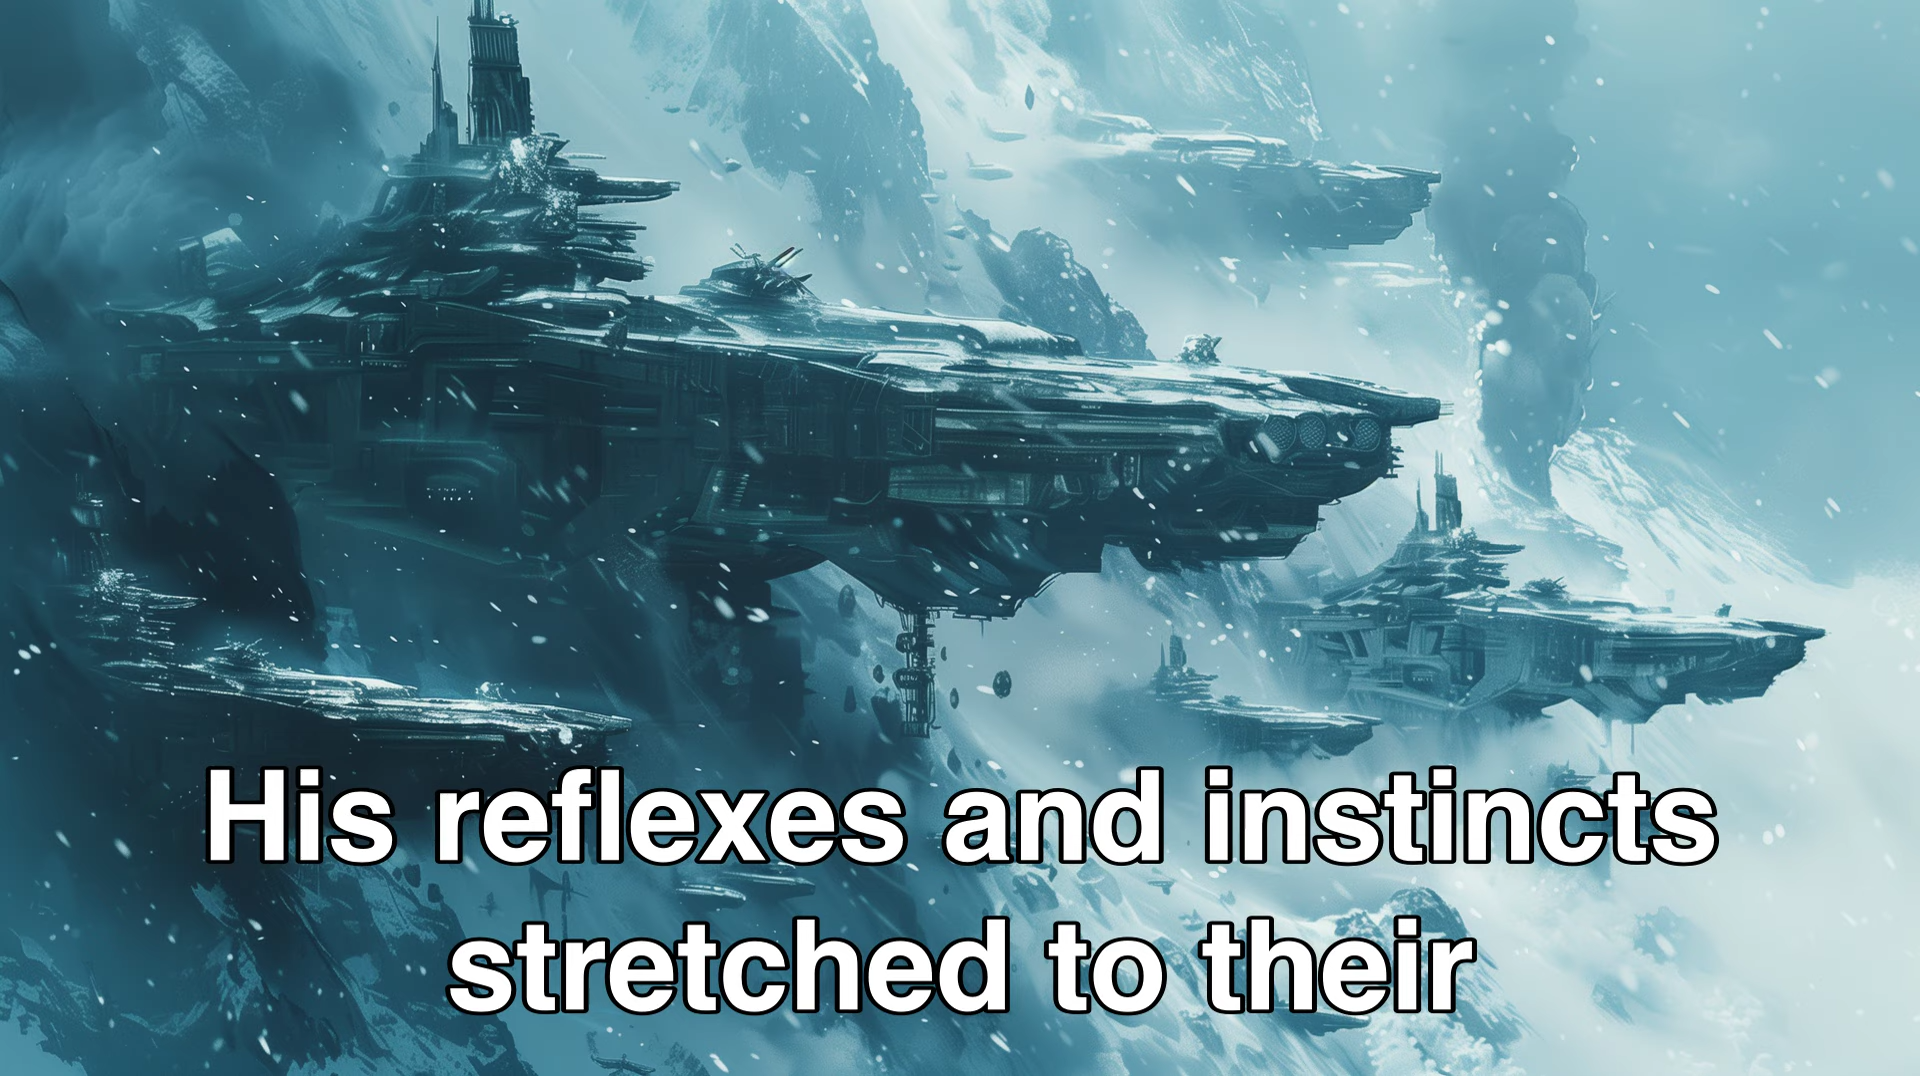 His reflexes and instincts
stretched to their